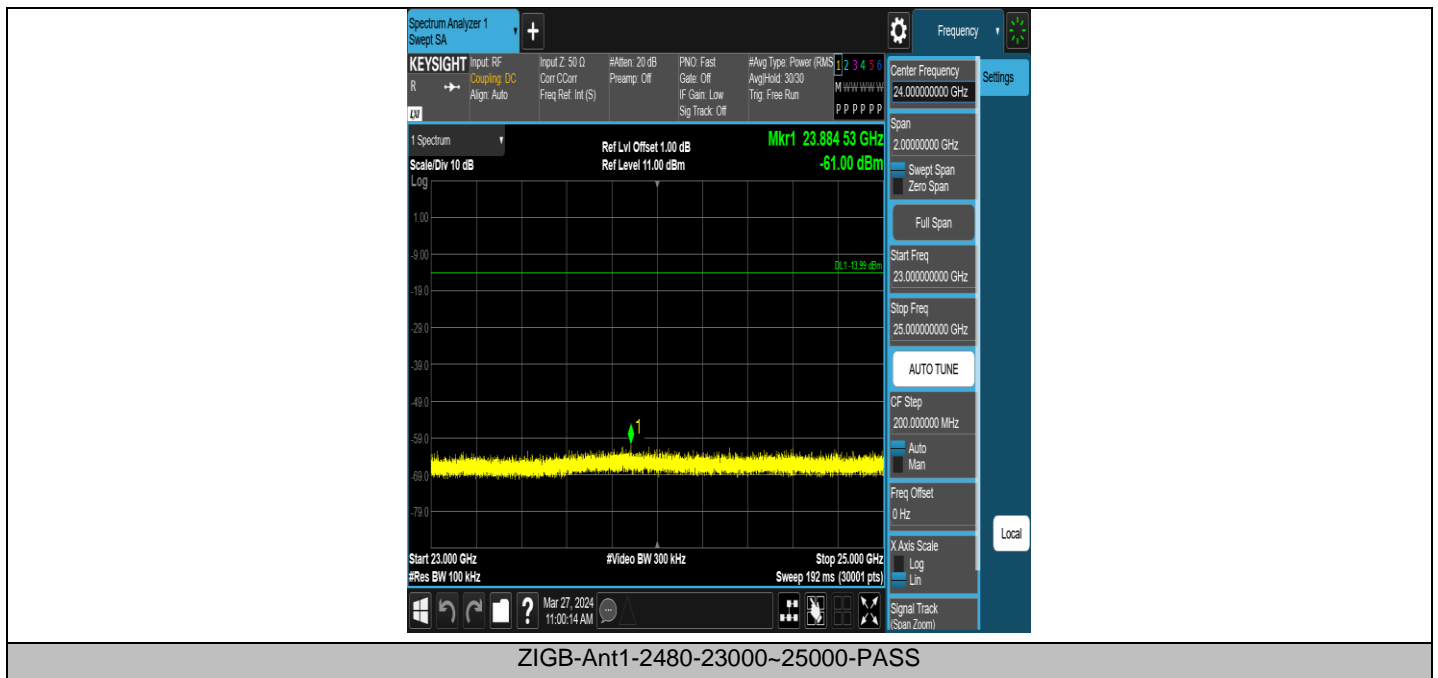 Spectrum Analyzer 1
Swept SA
+
Frequency
KEYSIGHT
R
LXI
Input: RF
Coupling: DC
Align: Auto
Input Z: 50 Ω
Corr CCorr
Freq Ref: Int (S)
#Atten: 20 dB
Preamp: Off
PNO: Fast
Gate: Off
IF Gain: Low
Sig Track: Off
#Avg Type: Power (RMS
Avg|Hold: 30/30
Trig: Free Run
1 2 3 4 5 6
M W W W W W
P P P P P P
1 Spectrum
Scale/Div 10 dB
Log
Ref Lvl Offset 1.00 dB
Ref Level 11.00 dBm
Mkr1 23.884 53 GHz
-61.00 dBm
1.00
-9.00
DL1 -13.99 dBm
-19.0
-29.0
-39.0
-49.0
1
-59.0
-69.0
-79.0
Start 23.000 GHz
#Video BW 300 kHz
Stop 25.000 GHz
#Res BW 100 kHz
Sweep 192 ms (30001 pts)
?
Mar 27, 2024
11:00:14 AM
Center Frequency
24.000000000 GHz
Settings
Span
2.00000000 GHz
Swept Span
Zero Span
Full Span
Start Freq
23.000000000 GHz
Stop Freq
25.000000000 GHz
AUTO TUNE
CF Step
200.000000 MHz
Auto
Man
Freq Offset
0 Hz
X Axis Scale
Log
Lin
Local
Signal Track
(Span Zoom)
ZIGB-Ant1-2480-23000~25000-PASS